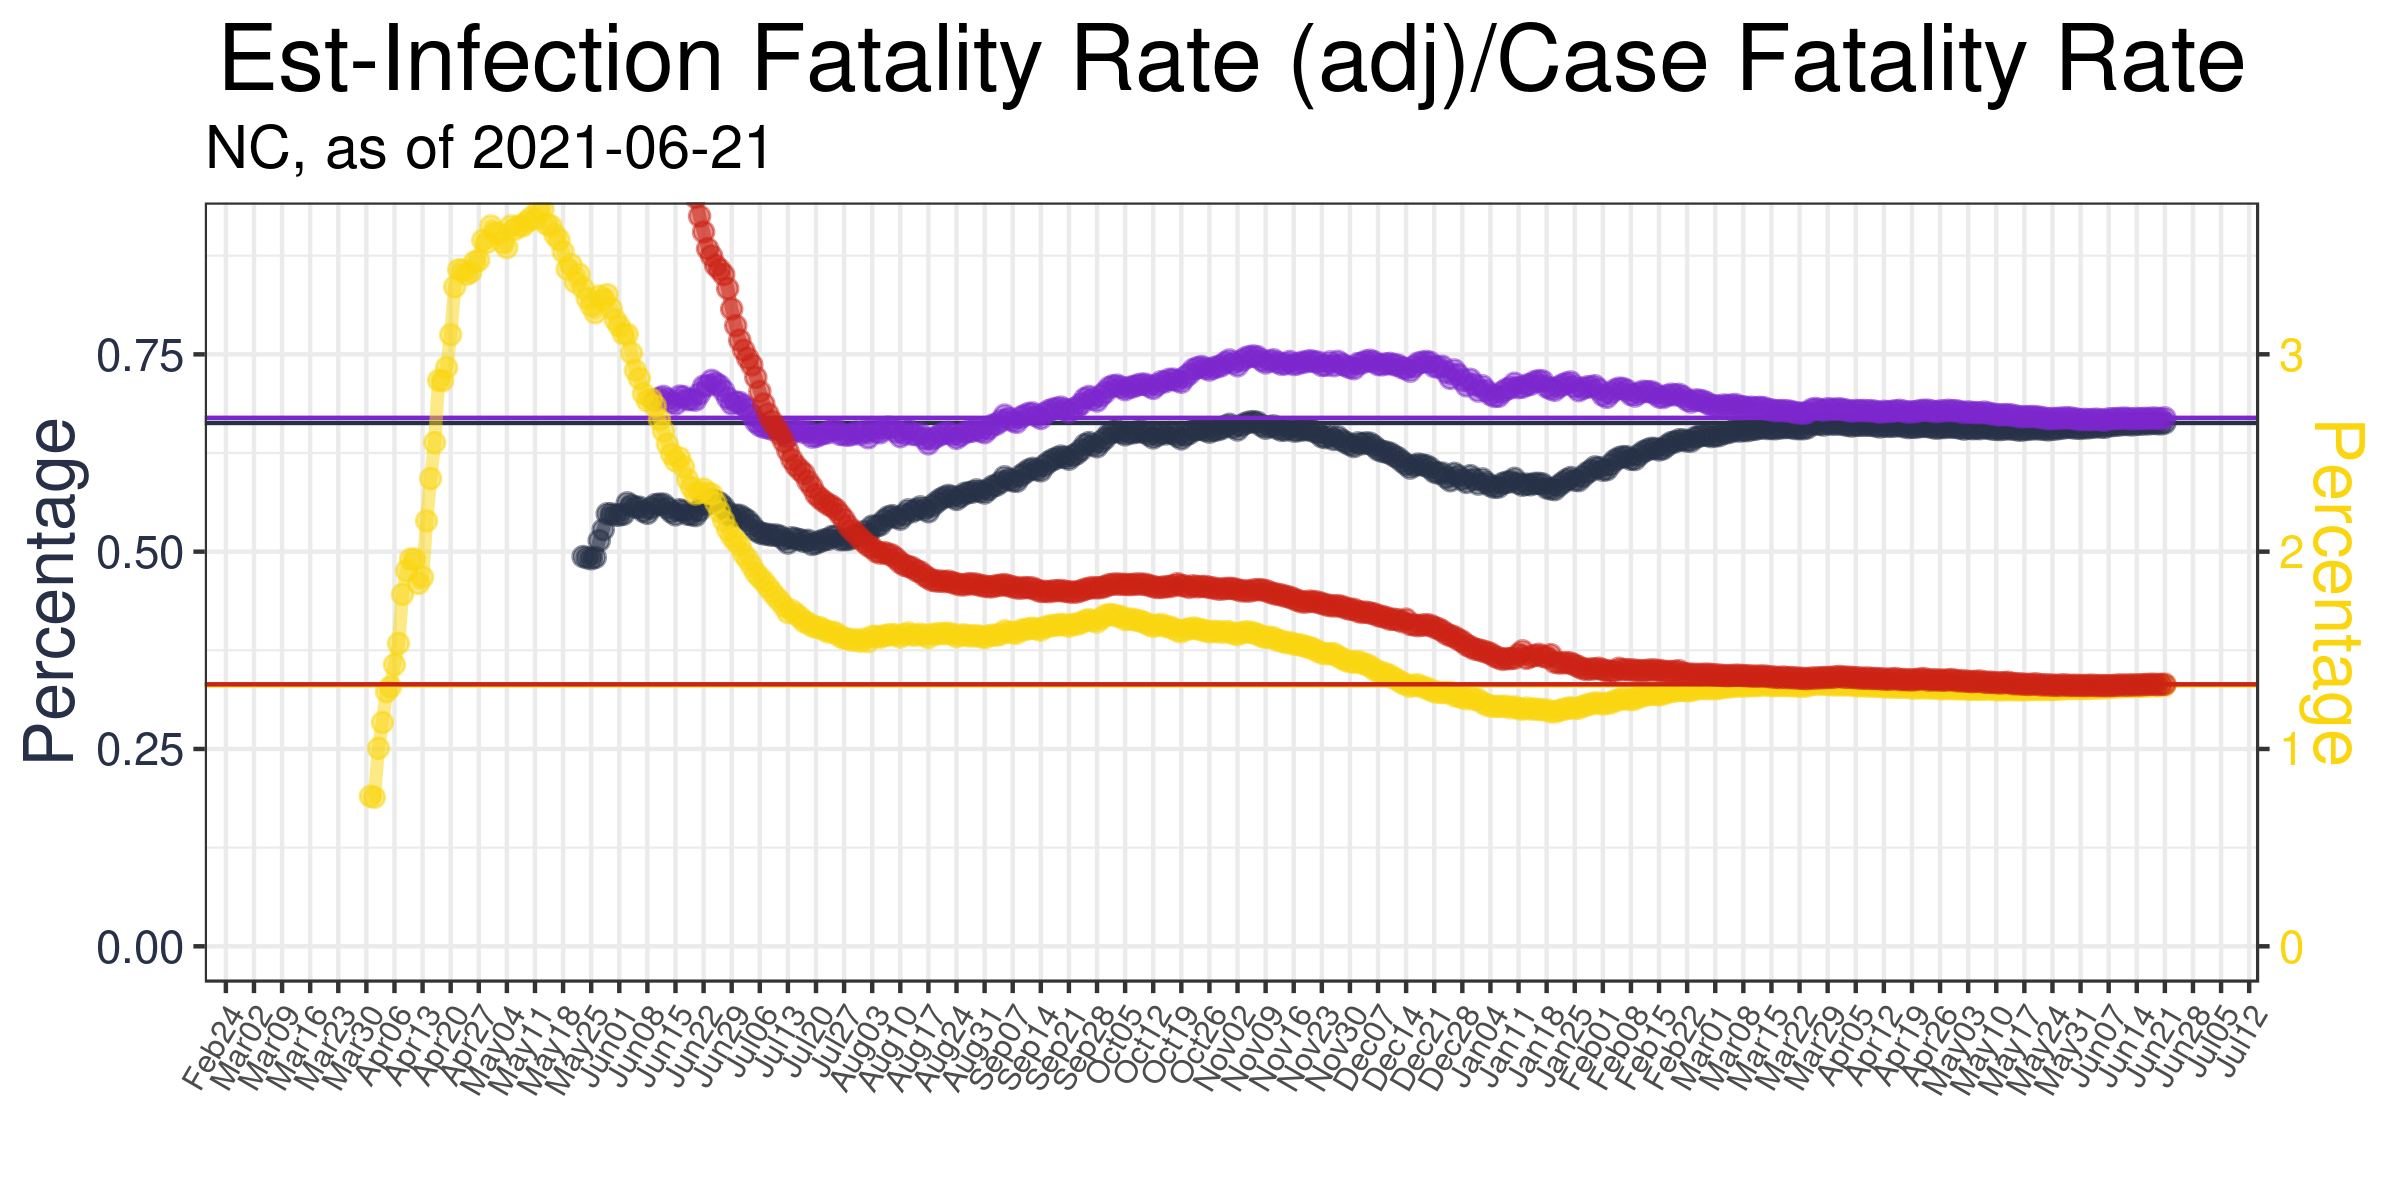 Est-Infection Fatality Rate (adj)/Case Fatality Rate
NC, as of 2021-06-21
Percentage
0.75
0.50
0.25
0.00
3
2
1
0
Percentage
Feb24
Mar02
Mar09
Mar16
Mar23
Mar30
Apr06
Apr13
Apr20
Apr27
May04
May11
May18
May25
Jun01
Jun08
Jun15
Jun22
Jun29
Jul06
Jul13
Jul20
Jul27
Aug03
Aug10
Aug17
Aug24
Aug31
Sep07
Sep14
Sep21
Sep28
Oct05
Oct12
Oct19
Oct26
Nov02
Nov09
Nov16
Nov23
Nov30
Dec07
Dec14
Dec21
Dec28
Jan04
Jan11
Jan18
Jan25
Feb01
Feb08
Feb15
Feb22
Mar01
Mar08
Mar15
Mar22
Mar29
Apr05
Apr12
Apr19
Apr26
May03
May10
May17
May24
May31
Jun07
Jun14
Jun21
Jun28
Jul05
Jul12